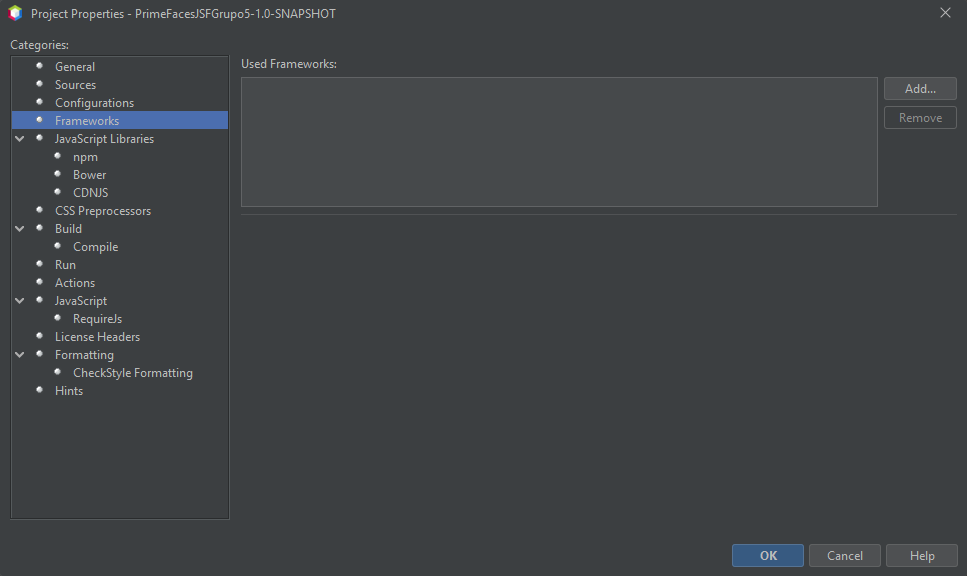 Project Properties - PrimeFacesJSFGrupo5-1.0-SNAPSHOT
Categories:
General
Sources
Configurations
Frameworks
JavaScript Libraries
npm
Bower
CDNJS
CSS Preprocessors
Build
Compile
Run
Actions
JavaScript
RequireJs
License Headers
Formatting
CheckStyle Formatting
Hints
Used Frameworks:
Add...
Remove
OK Cancel Help